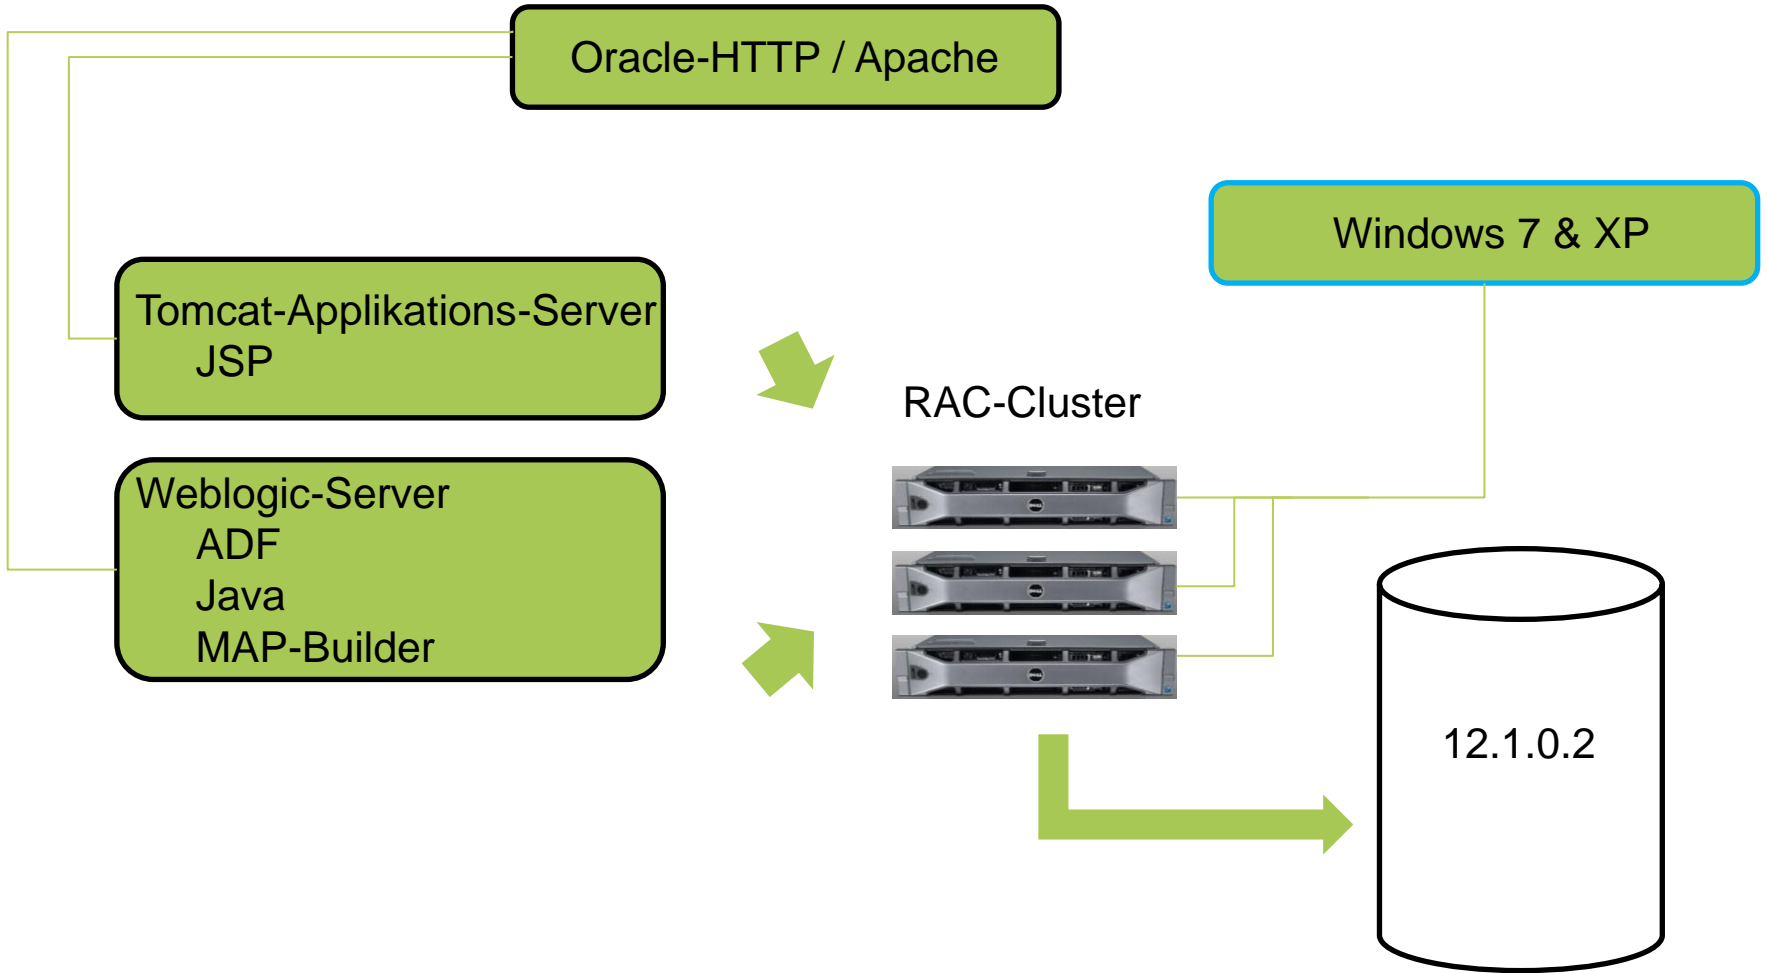 Oracle-HTTP / Apache
Windows 7 & XP
Tomcat-Applikations-Server
JSP
RAC-Cluster
Weblogic-Server
ADF
Java
MAP-Builder
12.1.0.2